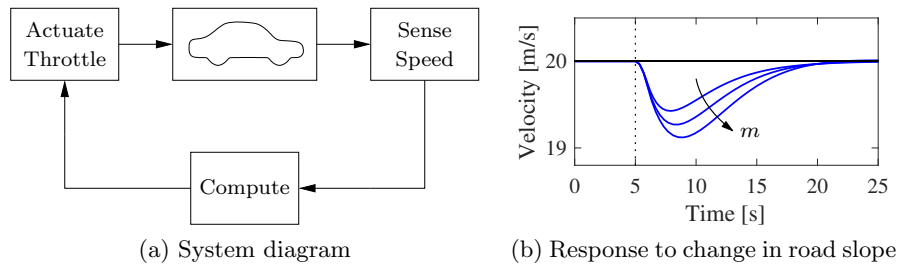 Actuate
Throttle
Sense
Speed
Compute
(a) System diagram
Velocity [m/s]
20
19
m
0 5 10 15 20 25
Time [s]
(b) Response to change in road slope